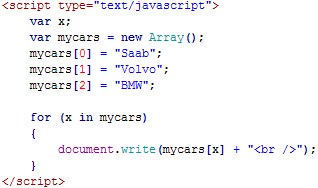 <script type="text/javascript">
var x;
var mycars = new Array();
mycars[0] = "Saab";
mycars[1] = "Volvo";
mycars[2] = "BMW";
for (x in mycars)
{
document.write(mycars[x] + "<br />");
}
</script>